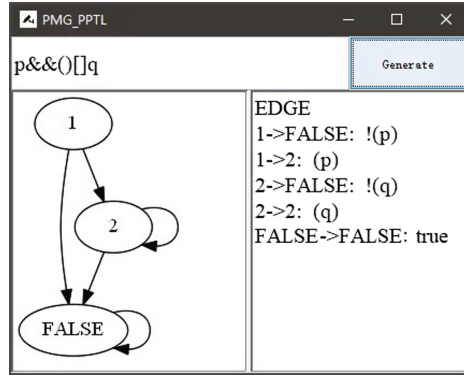 PMG_PPTL
p&&()[]q
Generate
1
2
FALSE
EDGE
1->FALSE: !(p)
1->2: (p)
2->FALSE: !(q)
2->2: (q)
FALSE->FALSE: true